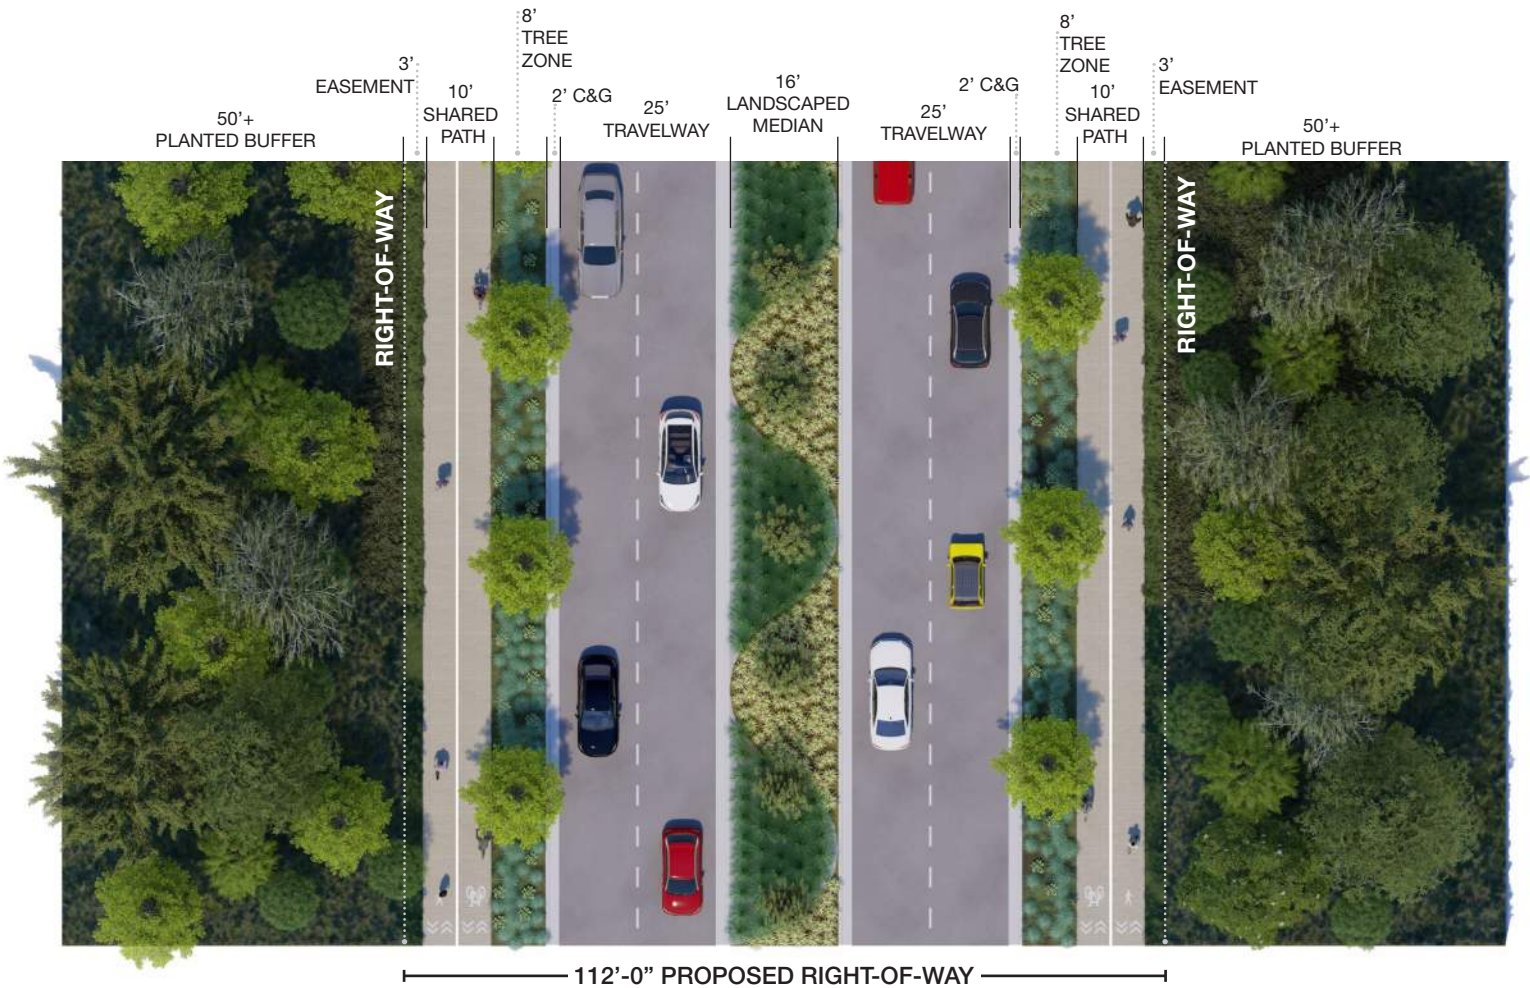 50’+
PLANTED BUFFER
3’
EASEMENT
10’
SHARED
PATH
8’
TREE
ZONE
2’ C&G
25’
TRAVELWAY
16’
LANDSCAPED
MEDIAN
25’
TRAVELWAY
2’ C&G
8’
TREE
ZONE
10’
SHARED
PATH
3’
EASEMENT
50’+
PLANTED BUFFER
RIGHT-OF-WAY
RIGHT-OF-WAY
112’-0” PROPOSED RIGHT-OF-WAY